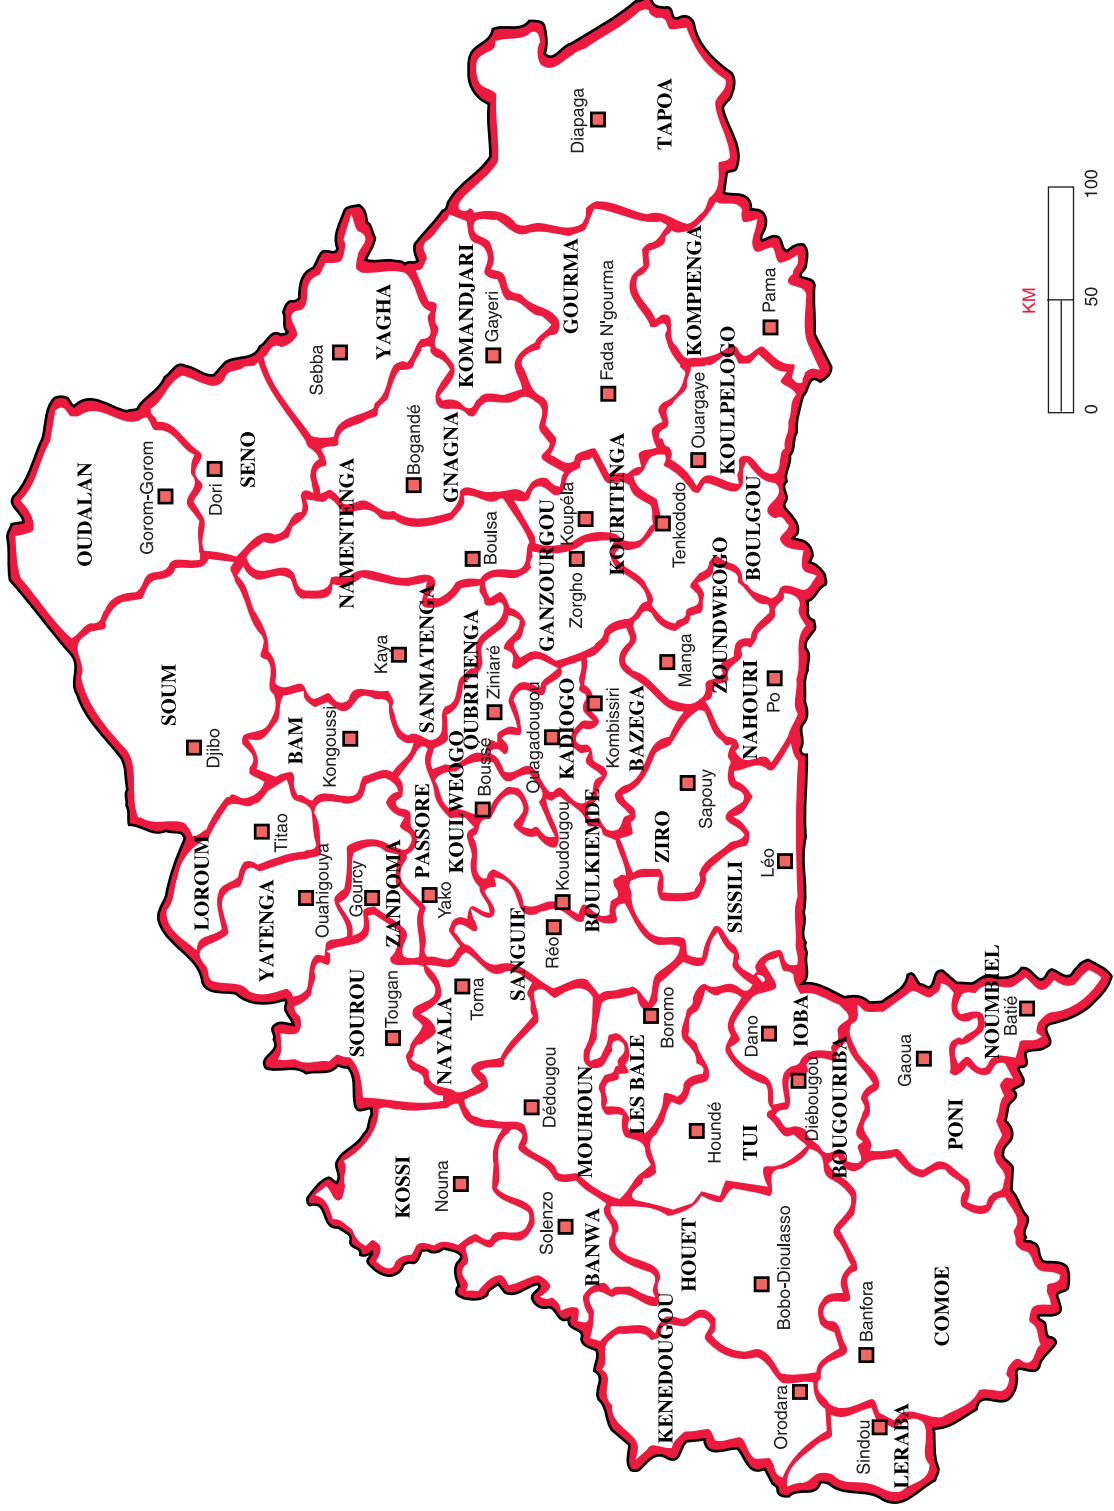 OUDALAN
Gorom-Gorom
Dori
SENO
SOUM
Djibo
Sebba
YAGHA
LOROUM
Titao
YATENGA
Ouahigouya
BAM
Kongoussi
NAMENTENGA
Boulsa
Kaya
SANMATENGA
Bogandé
GNAGNA
KOMANDJARI
Gayeri
Diapaga
TAPOA
GOURMA
Fada N'gourma
KOMPIENGA
Pama
Ouargaye
KOULPELOGO
KOURITENGA
Koupéla
GANZOURGOU
Zorgho
Tenkododo
BOULGOU
ZOUNDWEOGO
Manga
NAHOURI
Po
OUBRITENGA
Ziniaré
Ouagadougou
KADIOGO
Kombissiri
BAZEGA
KOULWEOGO
Boussé
PASSORE
Yako
Gourcy
ZANDOMA
Koudougou
BOULKIEMDE
Réo
SANGUIE
ZIRO
Sapouy
SISSILI
Léo
SOUROU
Tougan
NAYALA
Toma
KOSSI
Nouna
Dédougou
MOUHOUN
Solenzo
BANWA
LES BALE
Boromo
Houndé
TUI
Dano
IOBA
Diébougou
BOUGOURIBA
Gaoua
PONI
NOUMBIEL
Batié
HOUET
Bobo-Dioulasso
KENEDOUGOU
Orodara
Banfora
COMOE
Sindou
LERABA
KM
0 50 100